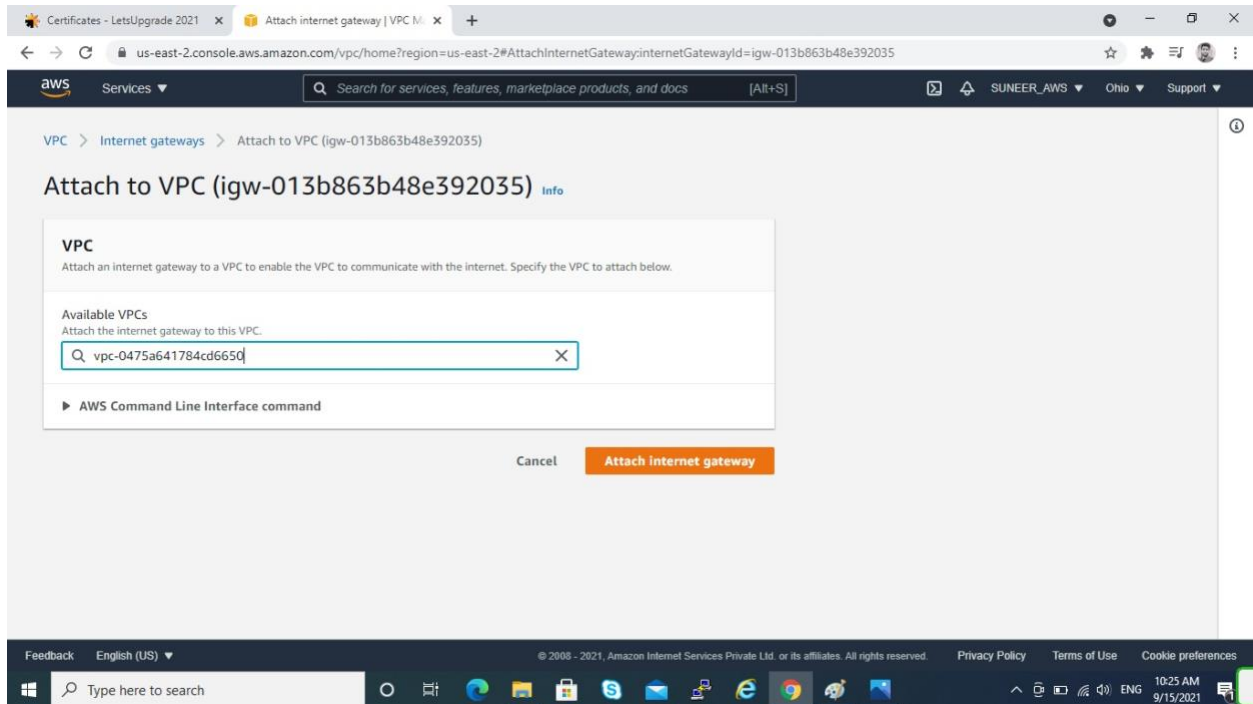 Certificates - LetsUpgrade 2021
Attach internet gateway | VPC M
us-east-2.console.aws.amazon.com/vpc/home?region=us-east-2#AttachInternetGateway:internetGatewayId=igw-013b863b48e392035
aws Services Search for services, features, marketplace products, and docs [Alt+S] SUNEER_AWS Ohio Support
VPC > Internet gateways > Attach to VPC (igw-013b863b48e392035)
Attach to VPC (igw-013b863b48e392035) Info
VPC
Attach an internet gateway to a VPC to enable the VPC to communicate with the internet. Specify the VPC to attach below.
Available VPCs
Attach the internet gateway to this VPC.
vpc-0475a641784cd6650
AWS Command Line Interface command
Cancel Attach internet gateway
Feedback English (US) © 2008 - 2021, Amazon Internet Services Private Ltd. or its affiliates. All rights reserved. Privacy Policy Terms of Use Cookie preferences
Type here to search ENG 10:25 AM
9/15/2021